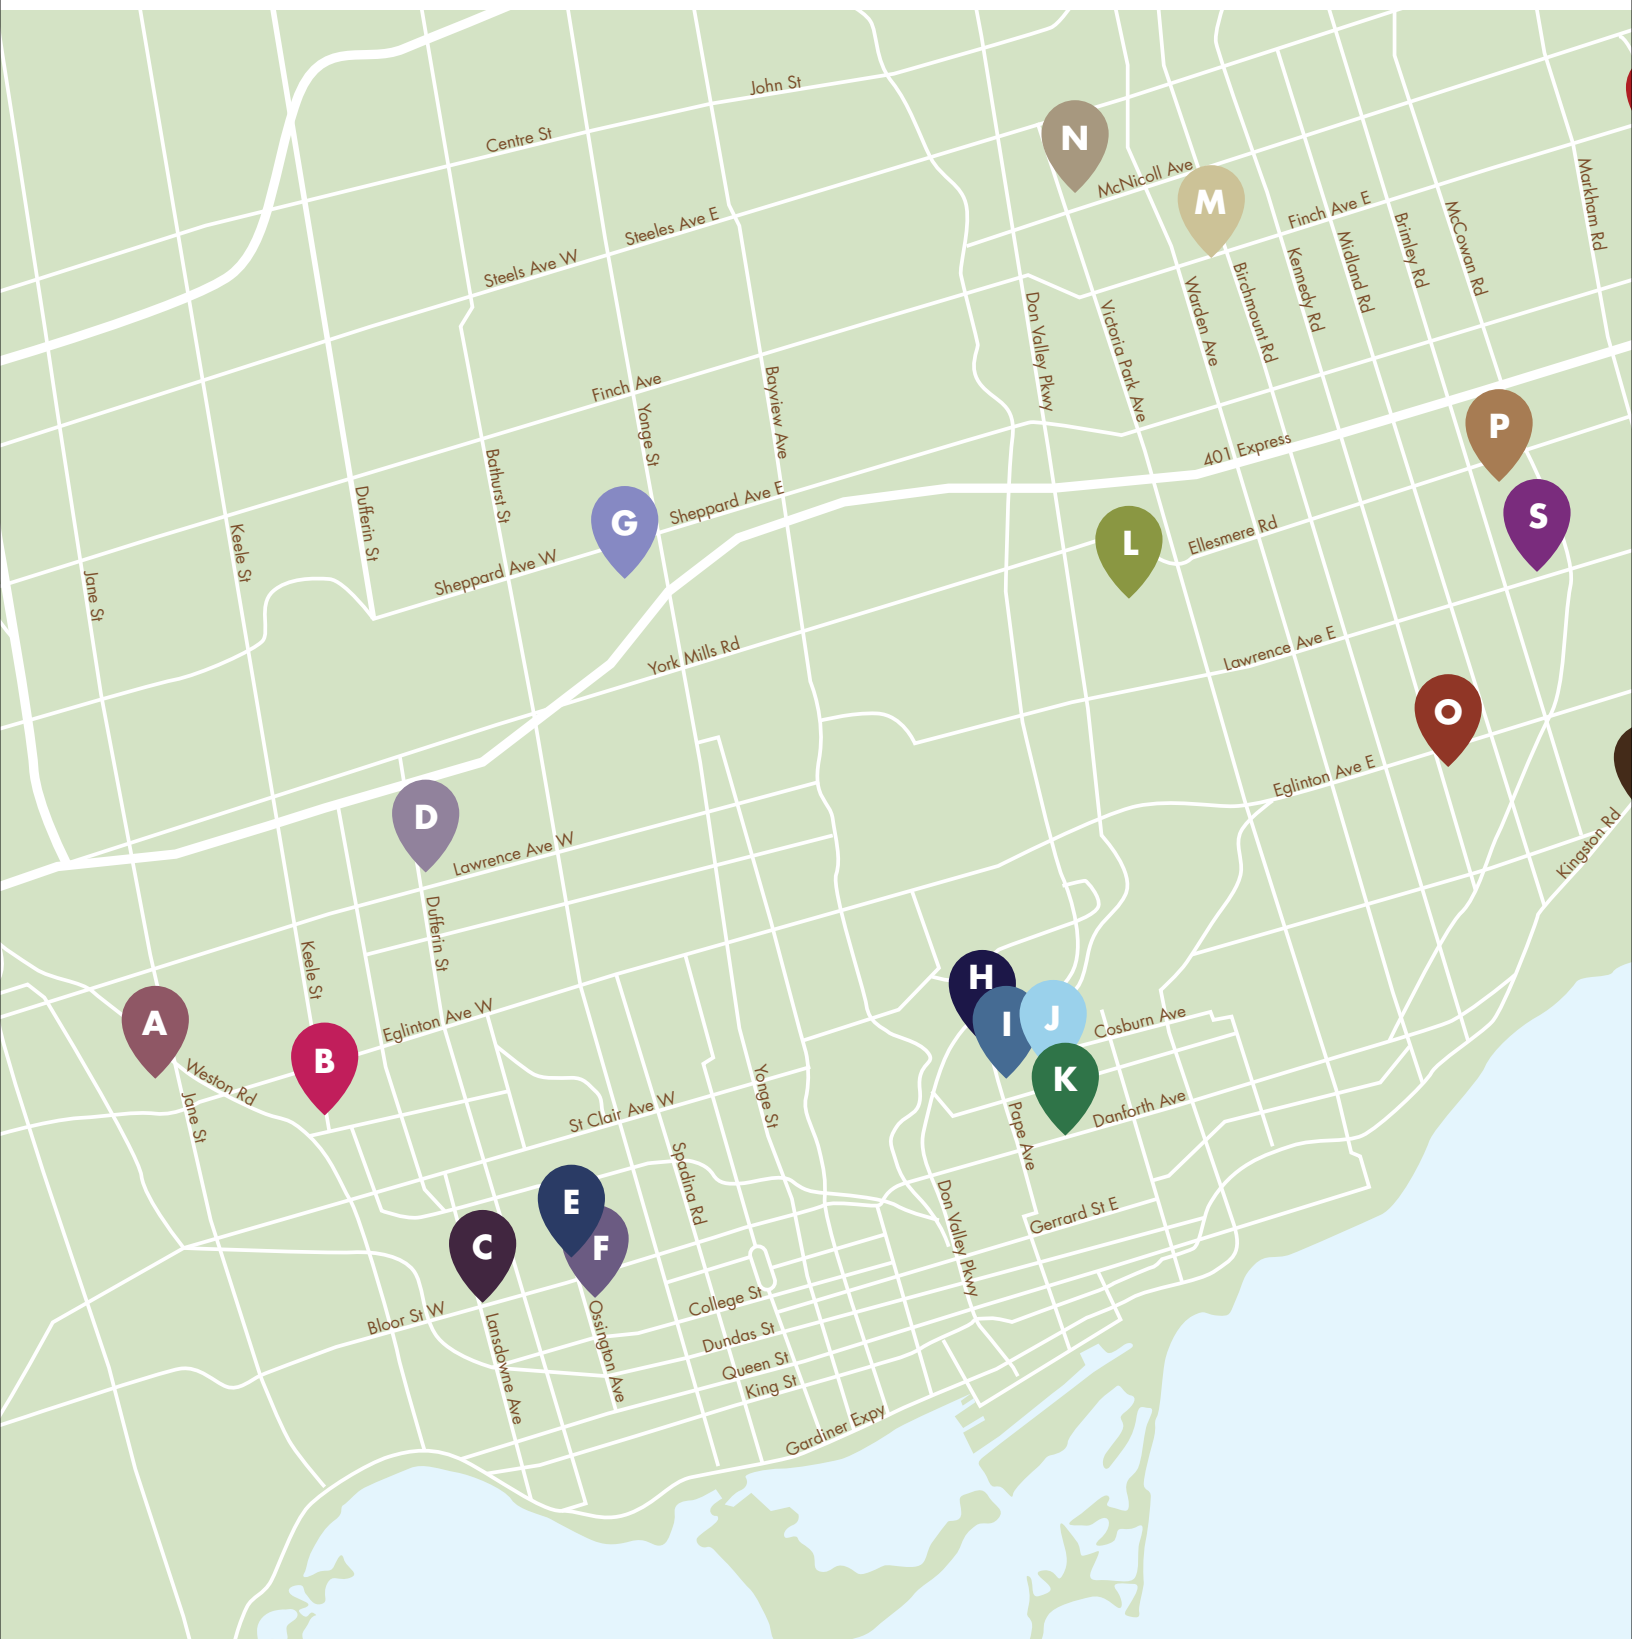 John St
Centre St
N
McNicoll Ave
Markham Rd
M
Finch Ave E
McCowan Rd
Brimley Rd
Steeles Ave E
Midland Rd
Steels Ave W
Kennedy Rd
Birchmount Rd
Warden Ave
Don Valley Pkwy
Victoria Park Ave
Finch Ave
Bayview Ave
Yonge St
P
401 Express
Bathurst St
Dufferin St
Sheppard Ave E
G
S
Keele St
L
Ellesmere Rd
Sheppard Ave W
Jane St
York Mills Rd
Lawrence Ave E
O
Eglinton Ave E
D
Kingston Rd
Lawrence Ave W
Dufferin St
Keele St
H
A
Eglinton Ave W
I
J
Cosburn Ave
B
Weston Rd
K
Yonge St
Jane St
St Clair Ave W
Danforth Ave
Pape Ave
Spadina Rd
E
Don Valley Pkwy
Gerrard St E
C
F
College St
Bloor St W
Lansdowne Ave
Ossington Ave
Dundas St
Queen St
King St
Gardiner Expy